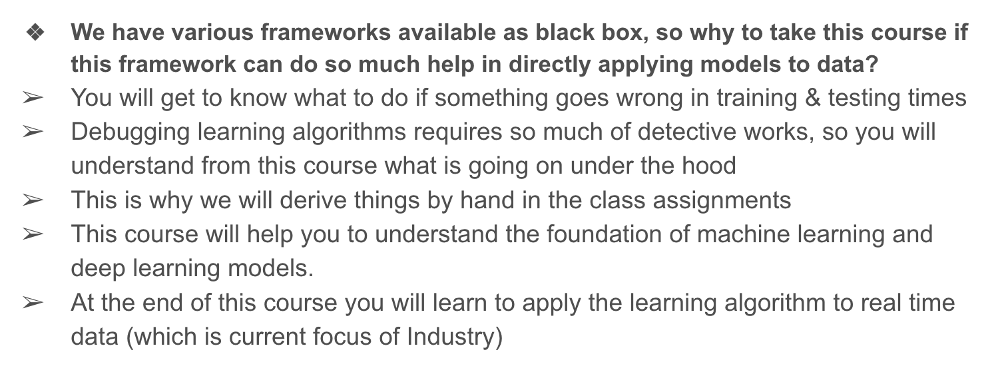 ❖ We have various frameworks available as black box, so why to take this course if
this framework can do so much help in directly applying models to data?
➢ You will get to know what to do if something goes wrong in training & testing times
➢ Debugging learning algorithms requires so much of detective works, so you will
understand from this course what is going on under the hood
➢ This is why we will derive things by hand in the class assignments
➢ This course will help you to understand the foundation of machine learning and
deep learning models.
➢ At the end of this course you will learn to apply the learning algorithm to real time
data (which is current focus of Industry)